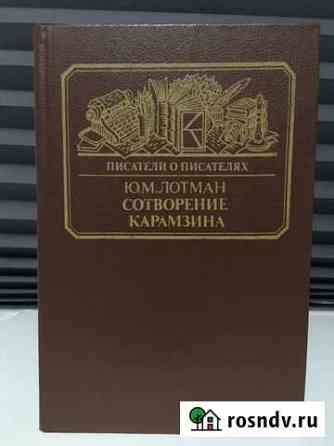 ПИСАТЕЛИ О ПИСАТЕЛЯХ
Ю.М.ЛОТМАН
СОТВОРЕНИЕ
КАРАМЗИНА
rosndv.ru